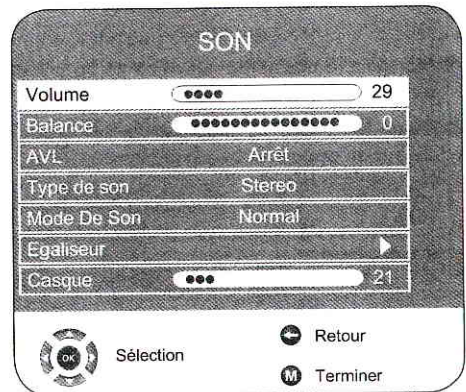 SON
Volume 29
Balance 0
AVL Arrêt
Type de son Stereo
Mode De Son Normal
Egaliseur
Casque 21
OK Sélection
Retour
M Terminer